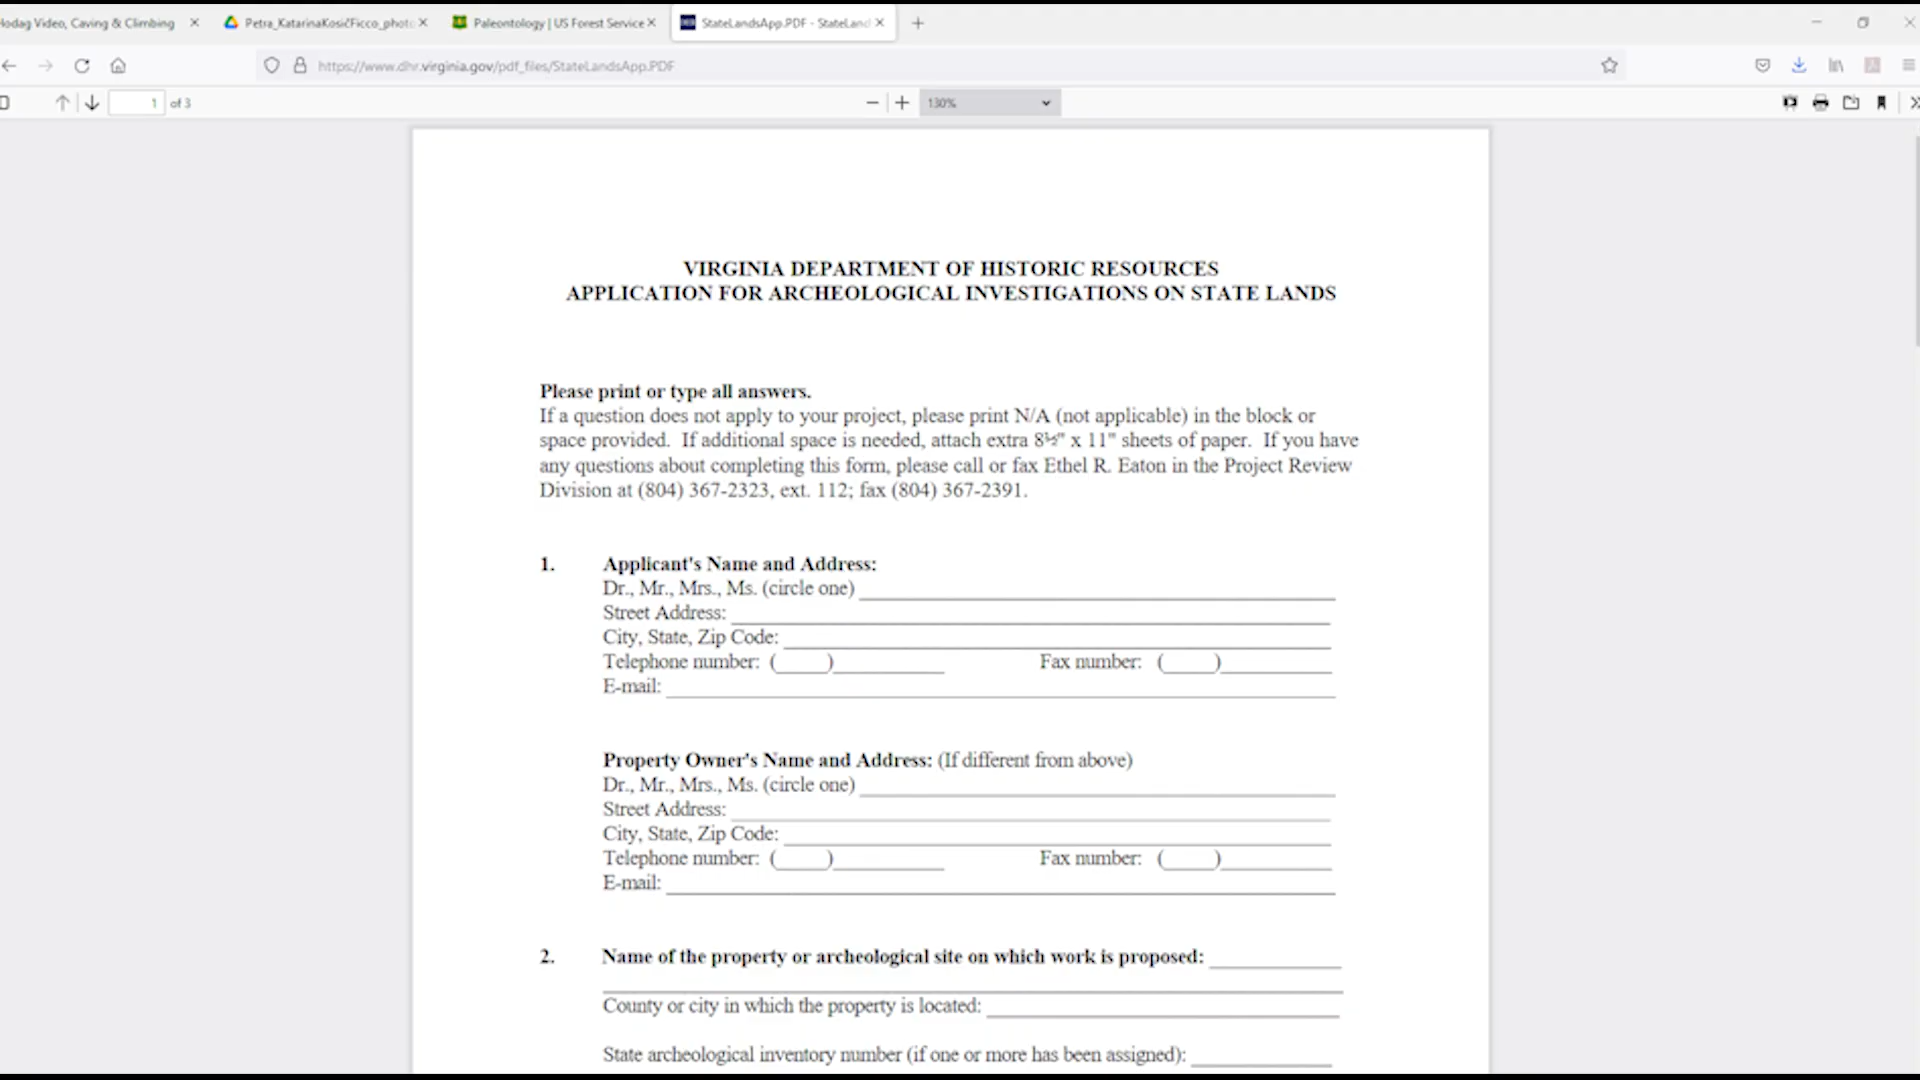 Hodag Video, Caving & Climbing
Petra_KatarinaKosičFicco_photo
Paleontology | US Forest Service
StateLandsApp.PDF - StateLand
https://www.dhr.virginia.gov/pdf_files/StateLandsApp.PDF
1 of 3
130%
VIRGINIA DEPARTMENT OF HISTORIC RESOURCES
APPLICATION FOR ARCHEOLOGICAL INVESTIGATIONS ON STATE LANDS
Please print or type all answers.
If a question does not apply to your project, please print N/A (not applicable) in the block or
space provided. If additional space is needed, attach extra 8½" x 11" sheets of paper. If you have
any questions about completing this form, please call or fax Ethel R. Eaton in the Project Review
Division at (804) 367-2323, ext. 112; fax (804) 367-2391.
1. Applicant's Name and Address:
Dr., Mr., Mrs., Ms. (circle one)
Street Address:
City, State, Zip Code:
Telephone number: (     ) Fax number: (     )
E-mail:
Property Owner's Name and Address: (If different from above)
Dr., Mr., Mrs., Ms. (circle one)
Street Address:
City, State, Zip Code:
Telephone number: (     ) Fax number: (     )
E-mail:
2. Name of the property or archeological site on which work is proposed:
County or city in which the property is located:
State archeological inventory number (if one or more has been assigned):